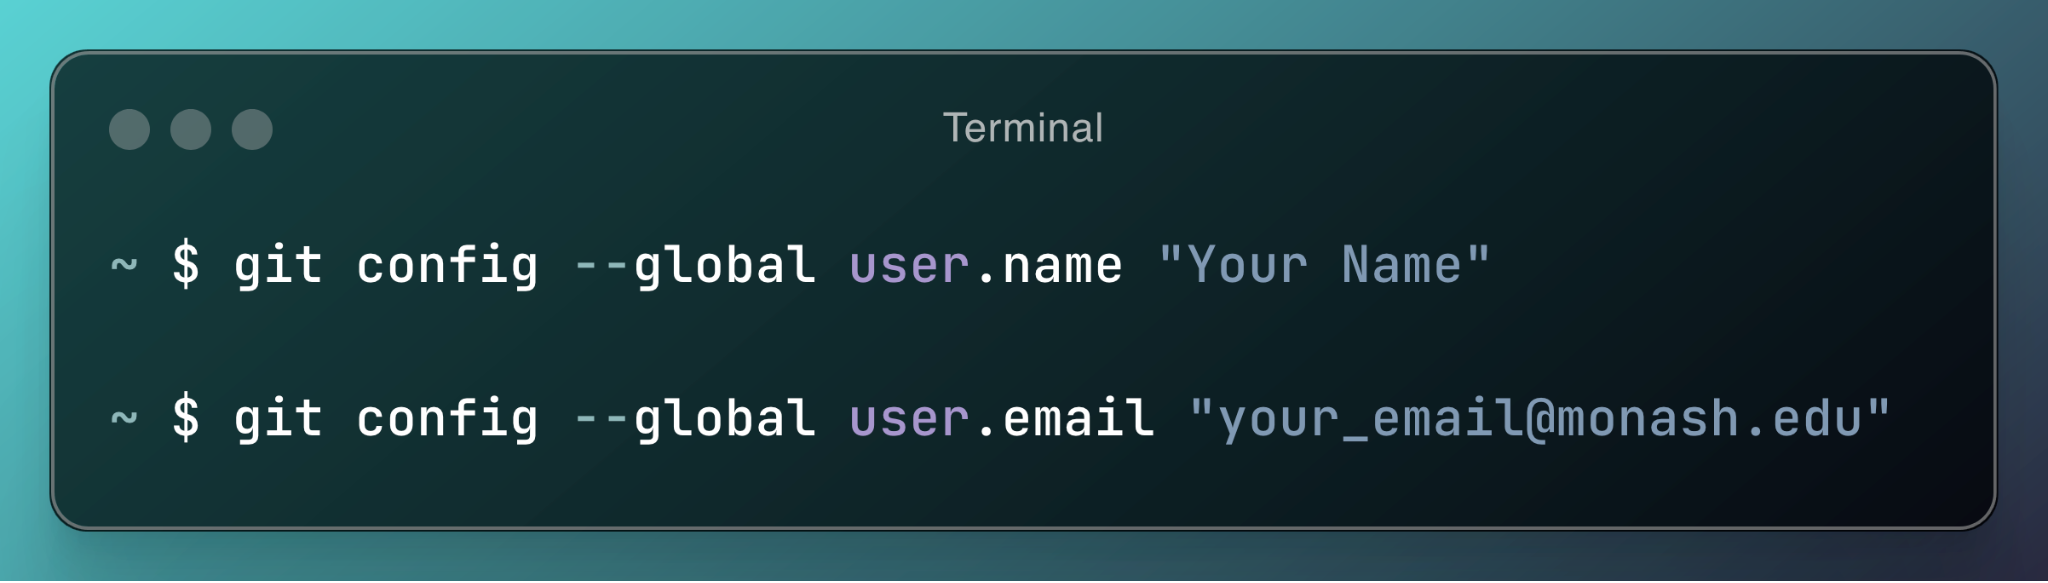 Terminal
~ $ git config --global user.name "Your Name"
~ $ git config --global user.email "your_email@monash.edu"